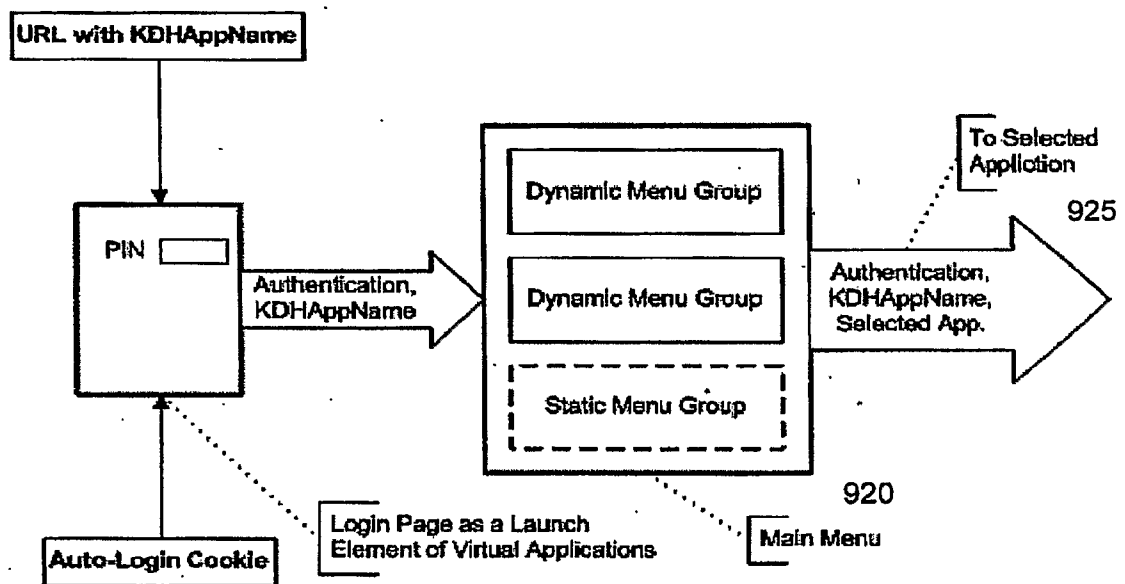 URL with KDHAppName
To Selected
Appliction
925
PIN
Dynamic Menu Group
Authentication,
KDHAppName
Dynamic Menu Group
Authentication,
KDHAppName,
Selected App.
Static Menu Group
920
Login Page as a Launch
Element of Virtual Applications
Main Menu
Auto-Login Cookie